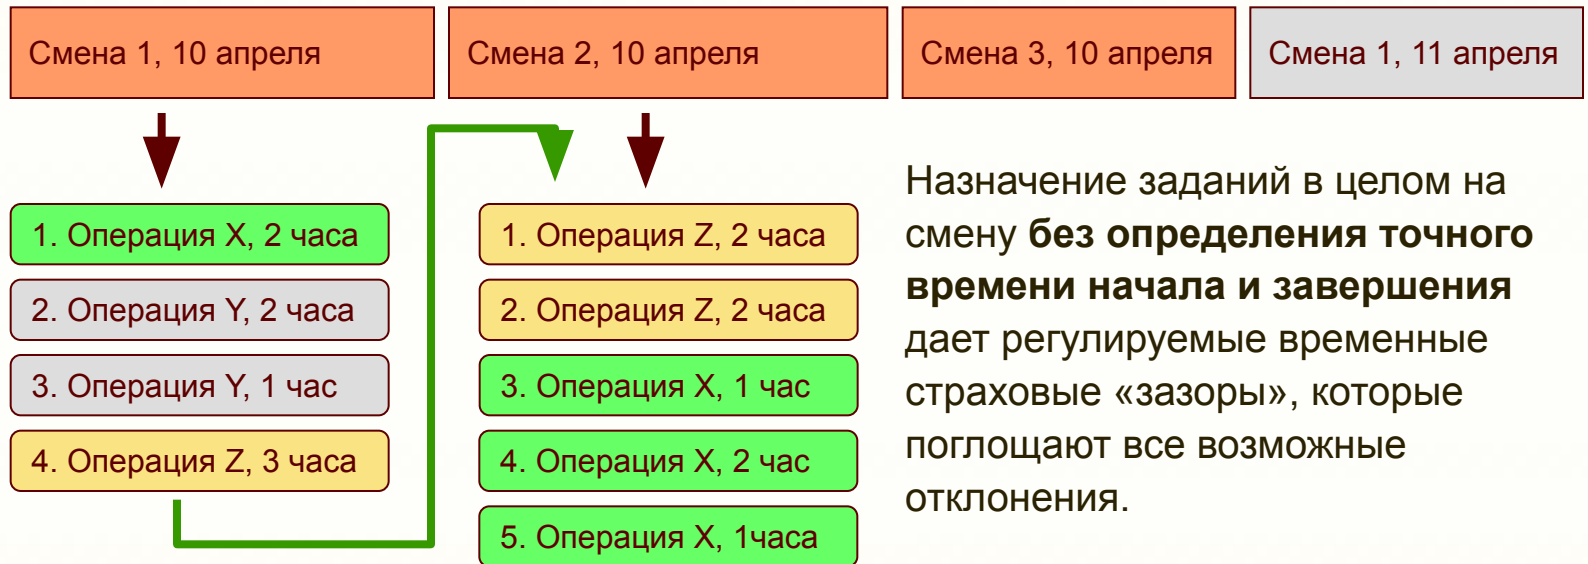 Смена 1, 10 апреля
Смена 2, 10 апреля
Смена 3, 10 апреля
Смена 1, 11 апреля
1. Операция X, 2 часа
2. Операция Y, 2 часа
3. Операция Y, 1 час
4. Операция Z, 3 часа
1. Операция Z, 2 часа
2. Операция Z, 2 часа
3. Операция X, 1 час
4. Операция X, 2 час
5. Операция X, 1часа
Назначение заданий в целом на
смену без определения точного
времени начала и завершения
дает регулируемые временные
страховые «зазоры», которые
поглощают все возможные
отклонения.